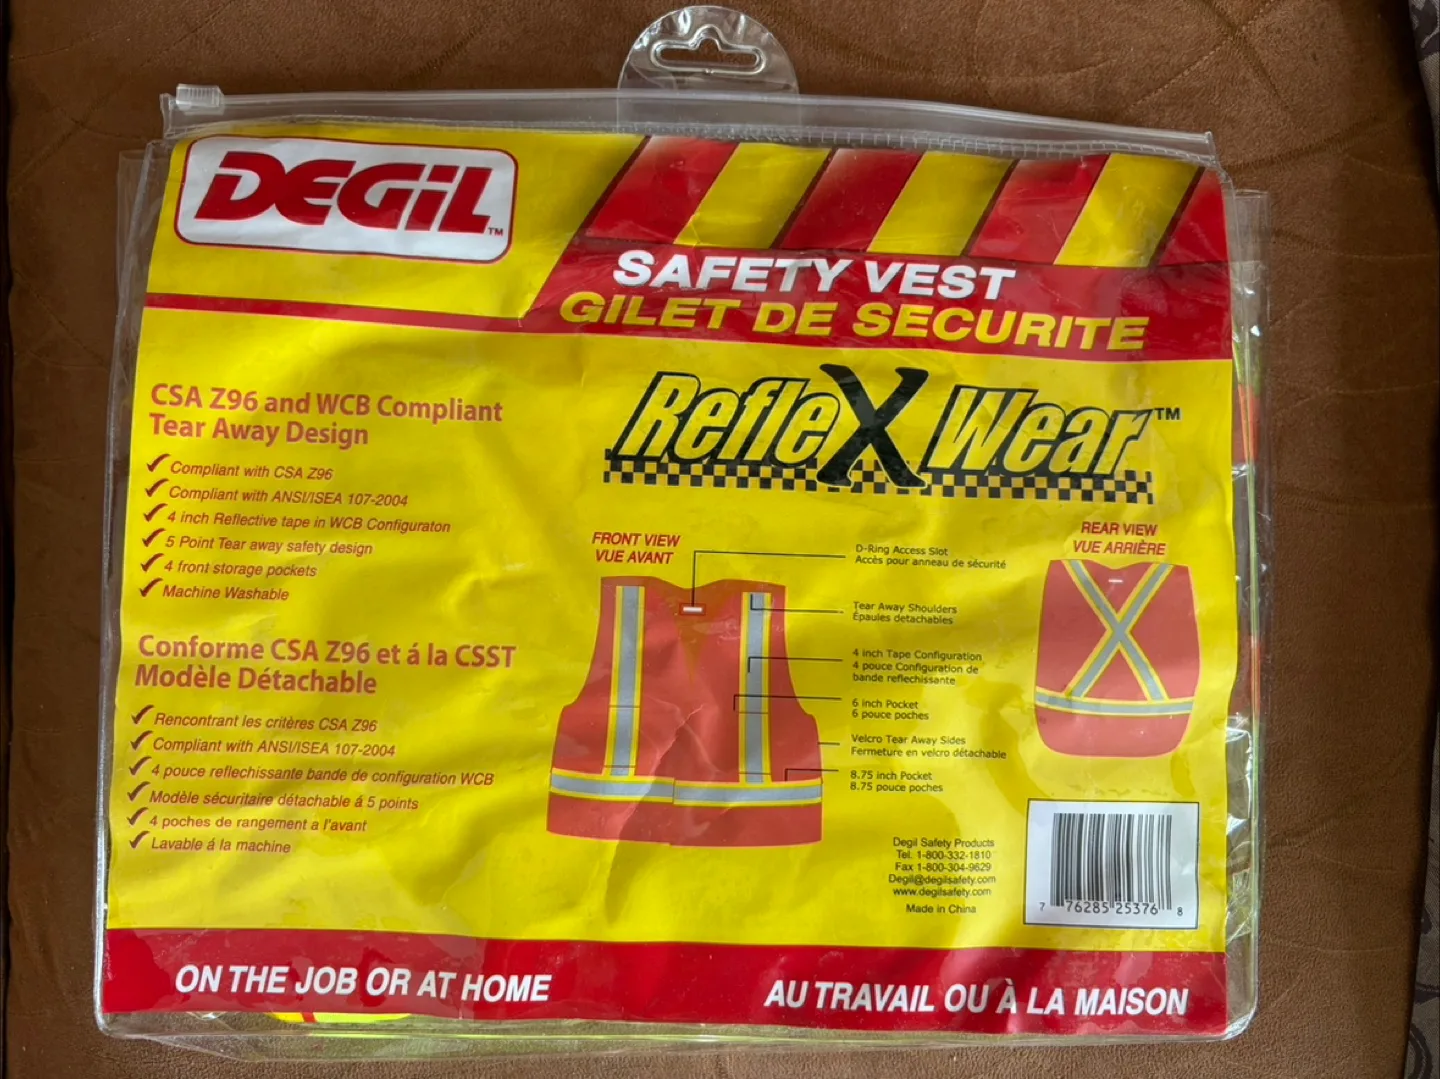 DEGiL™
SAFETY VEST
GILET DE SECURITE
RefleXWear™
CSA Z96 and WCB Compliant
Tear Away Design
Compliant with CSA Z96
Compliant with ANSI/ISEA 107-2004
4 inch Reflective tape in WCB Configuraton
5 Point Tear away safety design
4 front storage pockets
Machine Washable
Conforme CSA Z96 et á la CSST
Modèle Détachable
Rencontrant les critères CSA Z96
Compliant with ANSI/ISEA 107-2004
4 pouce reflechissante bande de configuration WCB
Modèle sécuritaire détachable á 5 points
4 poches de rangement a l'avant
Lavable á la machine
FRONT VIEW
VUE AVANT
D-Ring Access Slot
Accès pour anneau de sécurité
Tear Away Shoulders
Épaules detachables
4 inch Tape Configuration
4 pouce Configuration de
bande reflechissante
6 inch Pocket
6 pouce poches
Velcro Tear Away Sides
Fermeture en velcro détachable
8.75 inch Pocket
8.75 pouce poches
REAR VIEW
VUE ARRIÈRE
Degil Safety Products
Tel. 1-800-332-1810
Fax 1-800-304-9629
Degil@degilsafety.com
www.degilsafety.com
Made in China
7 76285 25376 8
ON THE JOB OR AT HOME
AU TRAVAIL OU À LA MAISON